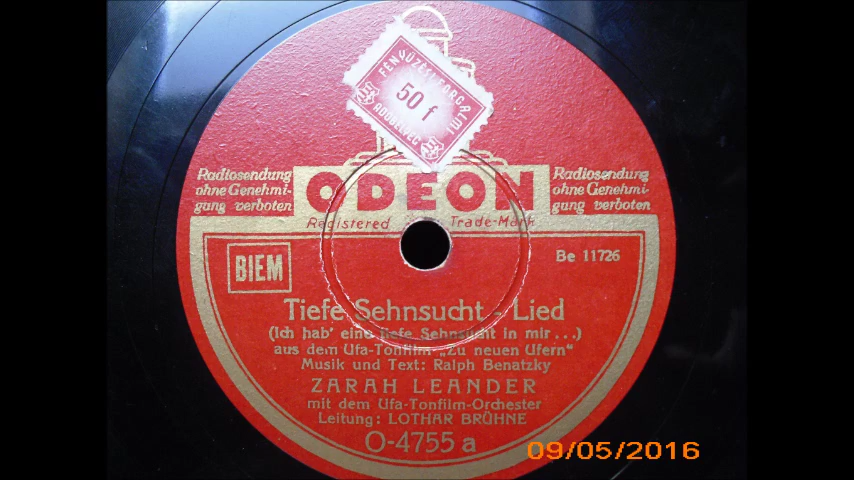 50 f
Radiosendung
ohne Genehmi-
gung verboten
ODEON
Radiosendung
ohne Genehmi-
gung verboten
Registered Trade-Mark
BIEM
Be 11726
Tiefe Sehnsucht - Lied
(Ich hab' eine tiefe Sehnsucht in mir...)
aus dem Ufa-Tonfilm „Zu neuen Ufern“
Musik und Text: Ralph Benatzky
ZARAH LEANDER
mit dem Ufa-Tonfilm-Orchester
Leitung: LOTHAR BRÜHNE
O-4755 a
09/05/2016